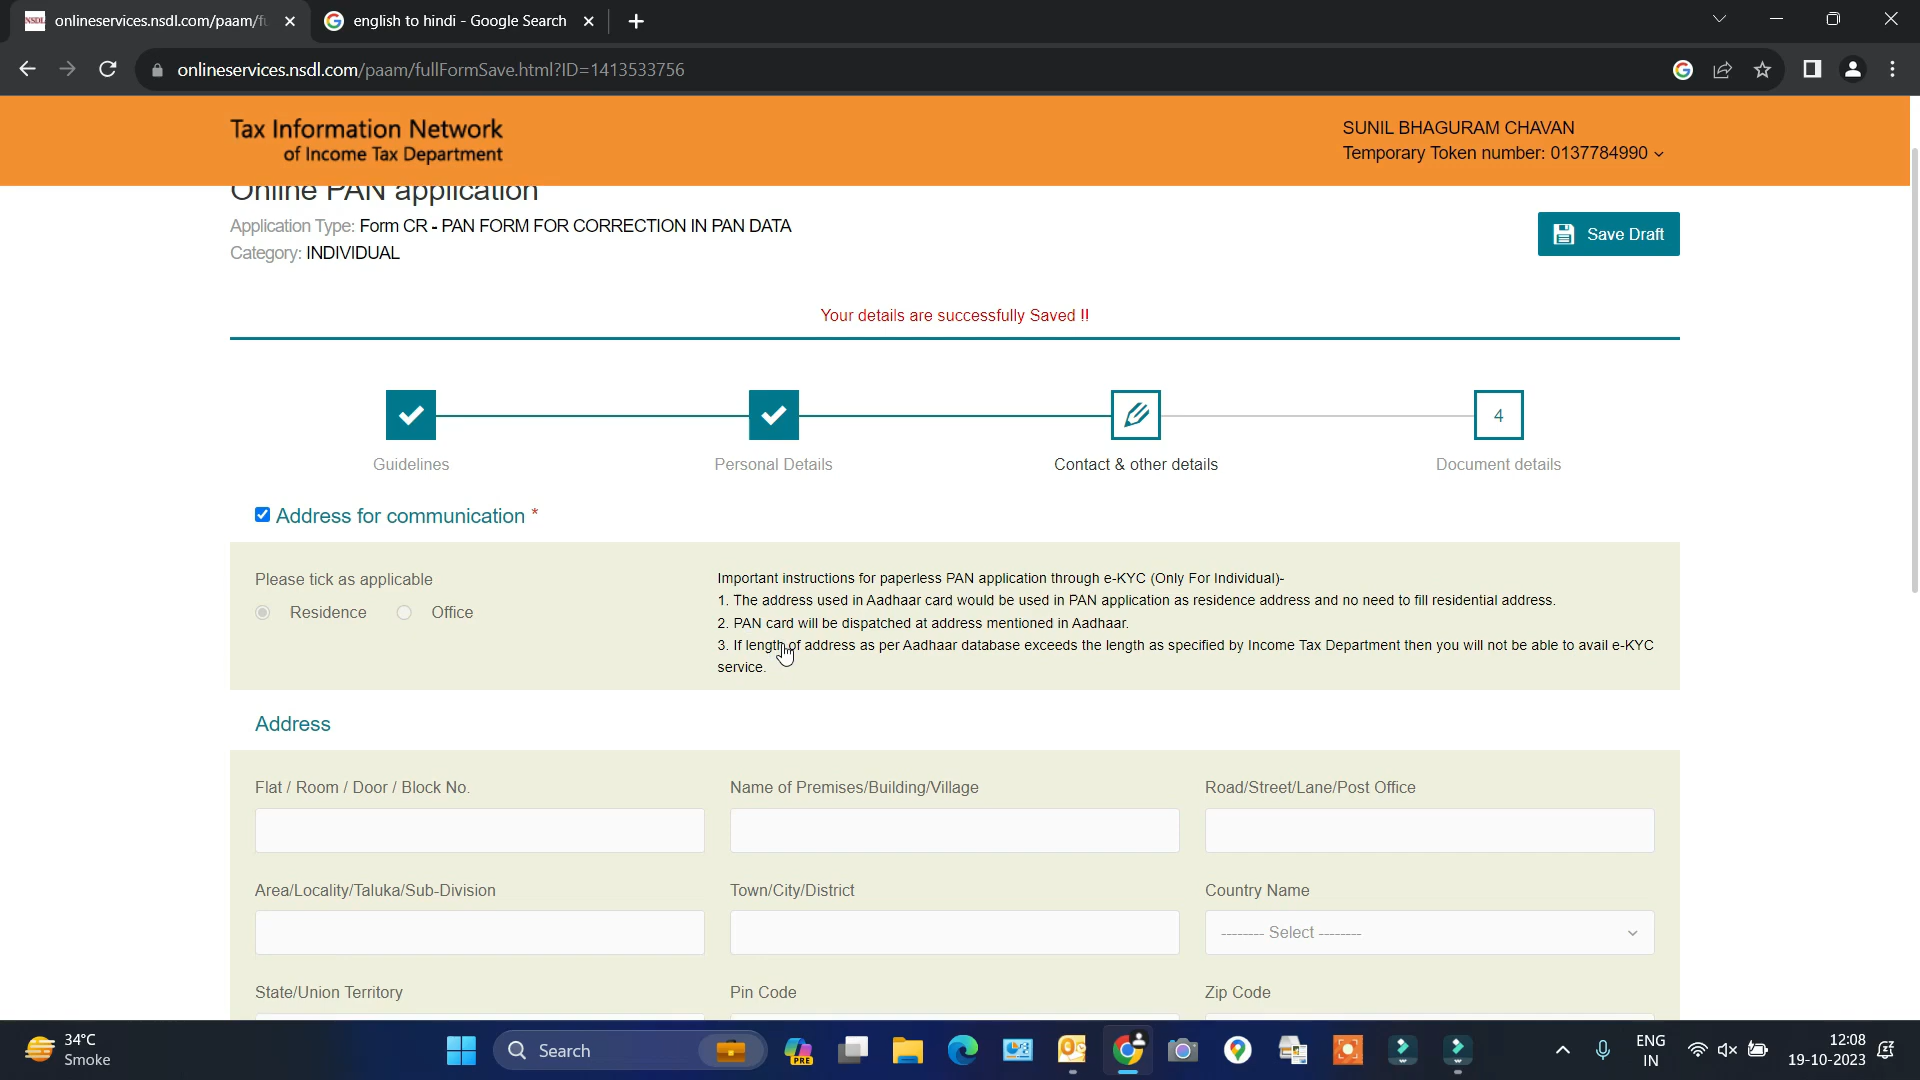 onlineservices.nsdl.com/paam/fu
english to hindi - Google Search
onlineservices.nsdl.com/paam/fullFormSave.html?ID=1413533756
Tax Information Network
of Income Tax Department
SUNIL BHAGURAM CHAVAN
Temporary Token number: 0137784990
Online PAN application
Application Type: Form CR - PAN FORM FOR CORRECTION IN PAN DATA
Category: INDIVIDUAL
Save Draft
Your details are successfully Saved !!
4
Guidelines
Personal Details
Contact & other details
Document details
Address for communication *
Please tick as applicable
Residence
Office
Important instructions for paperless PAN application through e-KYC (Only For Individual)-
1. The address used in Aadhaar card would be used in PAN application as residence address and no need to fill residential address.
2. PAN card will be dispatched at address mentioned in Aadhaar.
3. If length of address as per Aadhaar database exceeds the length as specified by Income Tax Department then you will not be able to avail e-KYC
service.
Address
Flat / Room / Door / Block No.
Name of Premises/Building/Village
Road/Street/Lane/Post Office
Area/Locality/Taluka/Sub-Division
Town/City/District
Country Name
-------- Select --------
State/Union Territory
Pin Code
Zip Code
34°C
Smoke
Search
PRE
ENG
IN
12:08
19-10-2023